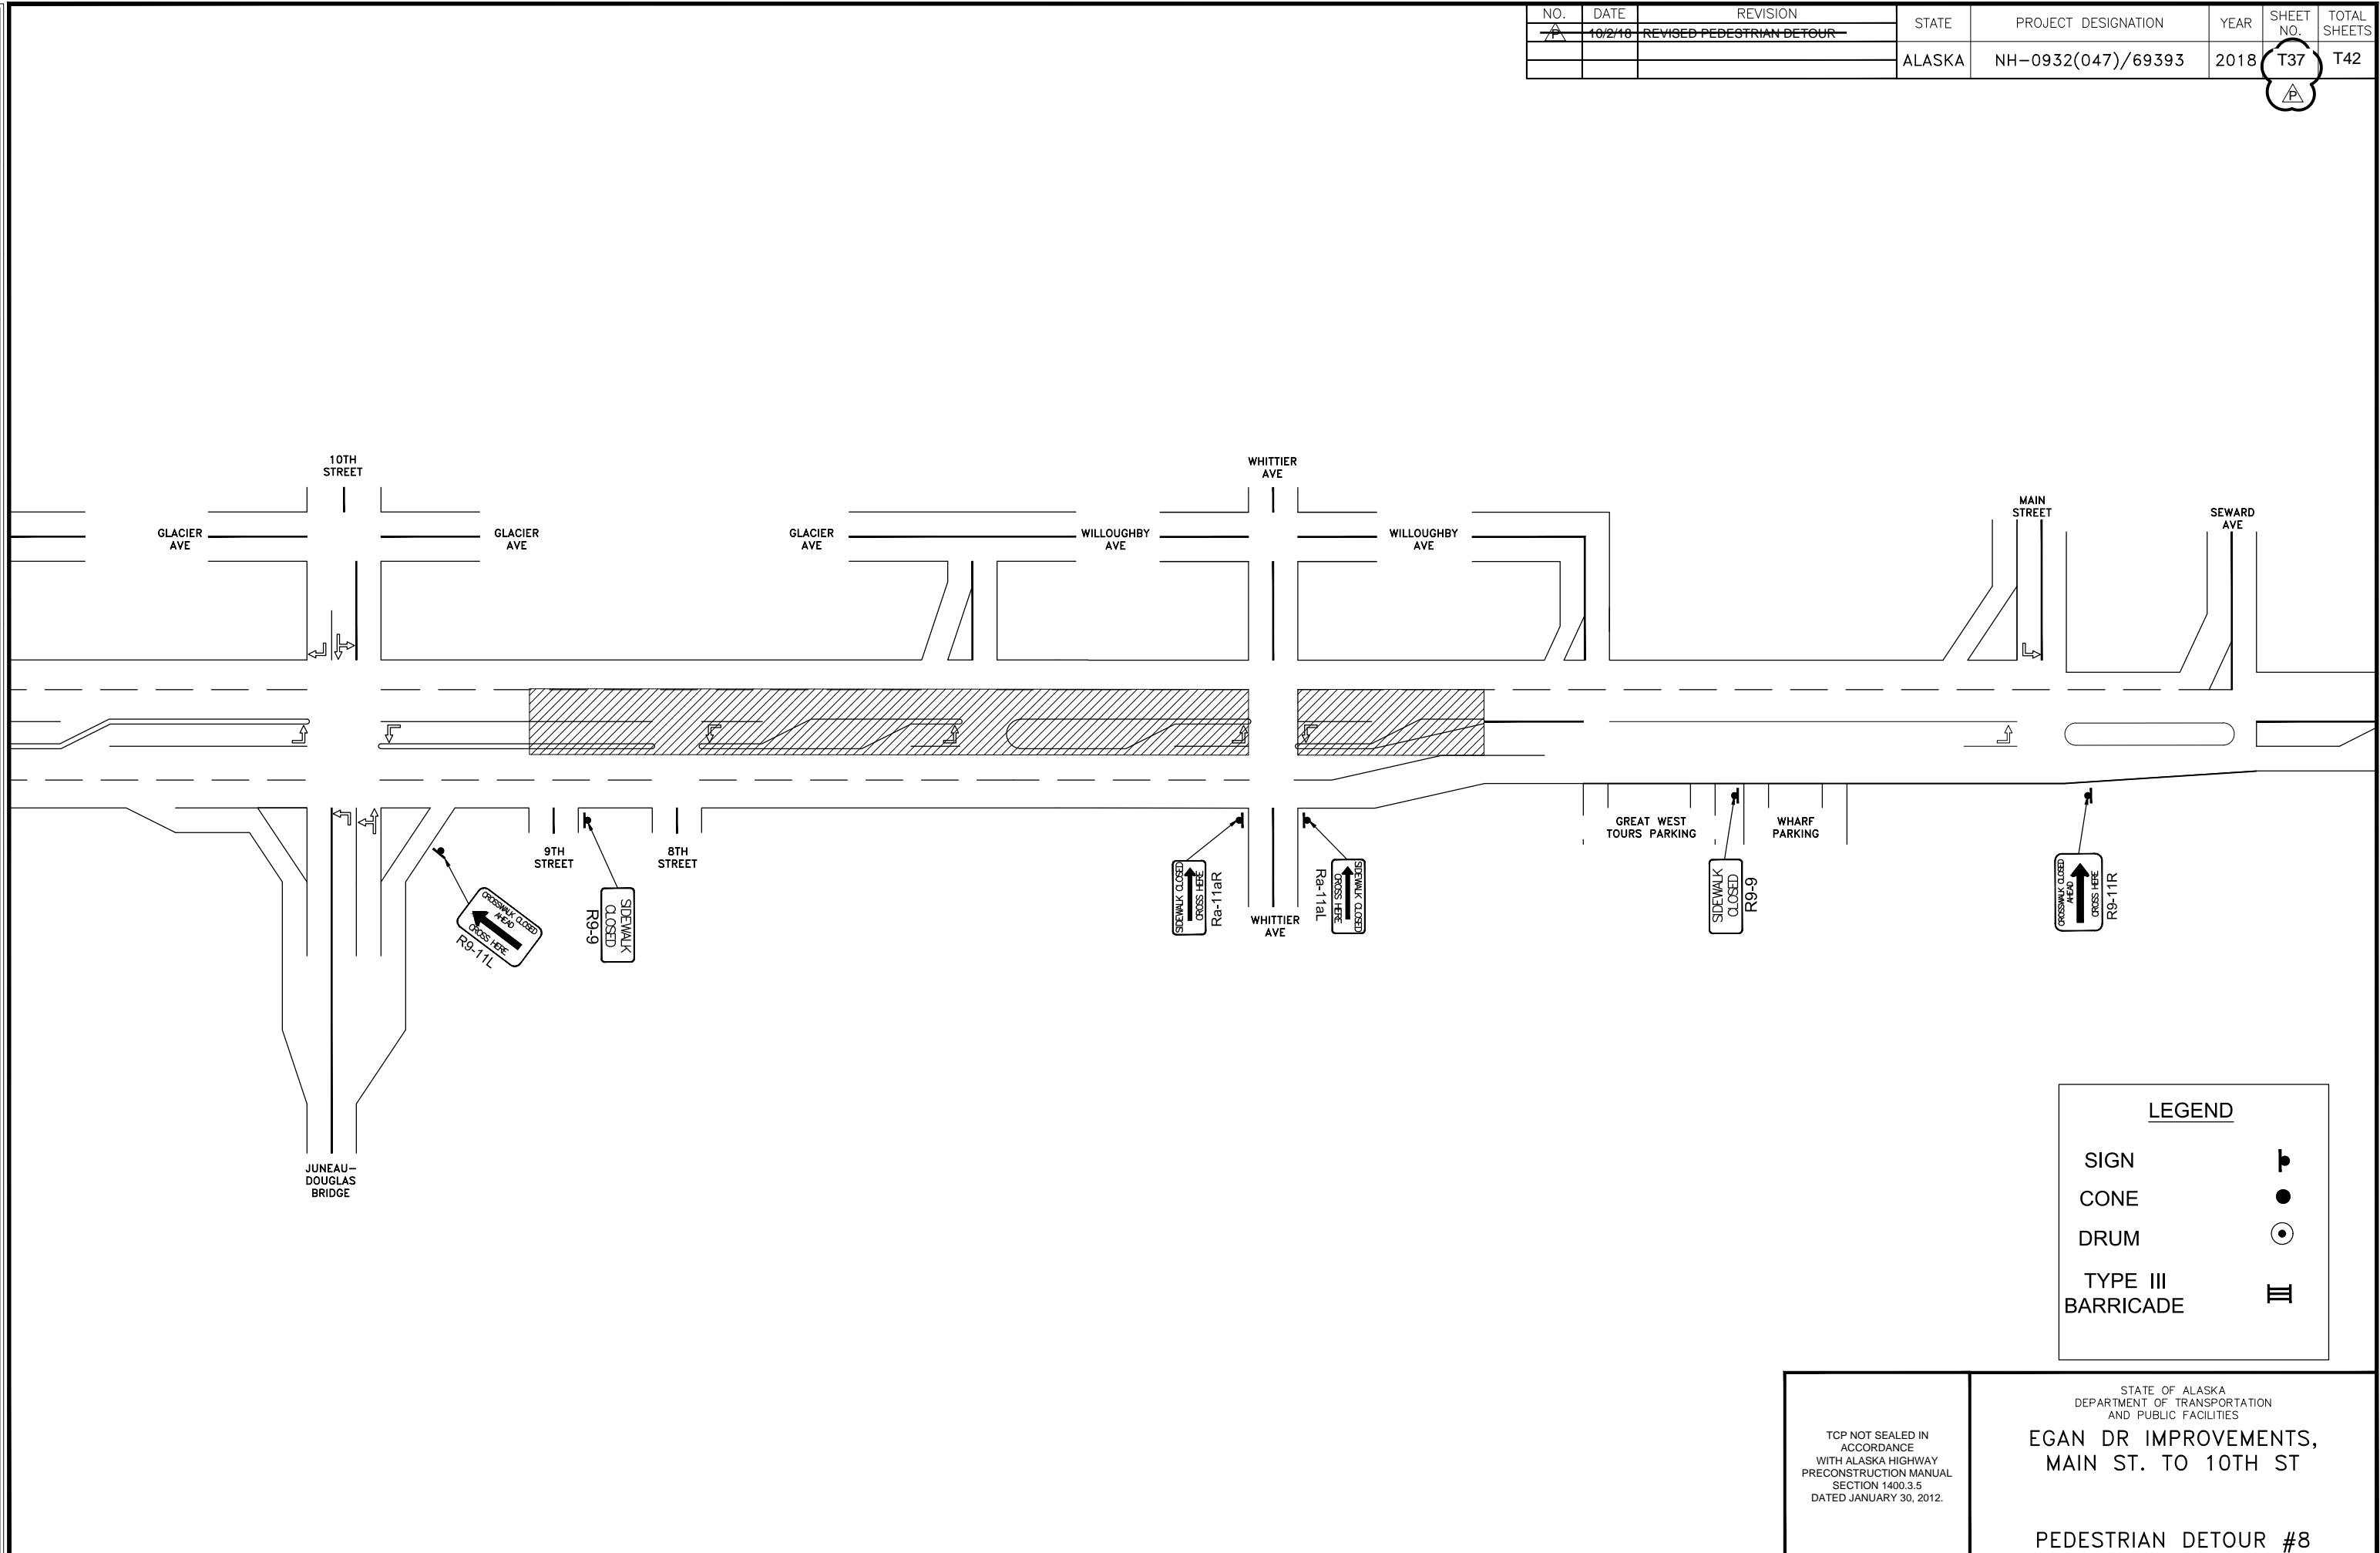 NO. DATE REVISION
P 10/2/18 REVISED PEDESTRIAN DETOUR
STATE PROJECT DESIGNATION YEAR SHEET NO. TOTAL SHEETS
ALASKA NH-0932(047)/69393 2018 T37 T42
P
10TH
STREET
WHITTIER
AVE
MAIN
STREET
SEWARD
AVE
GLACIER
AVE
GLACIER
AVE
GLACIER
AVE
WILLOUGHBY
AVE
WILLOUGHBY
AVE
9TH
STREET
8TH
STREET
GREAT WEST
TOURS PARKING
WHARF
PARKING
CROSSWALK CLOSED
AHEAD
CROSS HERE
R9-11L
SIDEWALK
CLOSED
R9-9
SIDEWALK CLOSED
CROSS HERE
Ra-11aR
WHITTIER
AVE
SIDEWALK CLOSED
CROSS HERE
Ra-11aL
SIDEWALK
CLOSED
R9-9
CROSSWALK CLOSED
AHEAD
CROSS HERE
R9-11R
JUNEAU-
DOUGLAS
BRIDGE
LEGEND
SIGN
CONE
DRUM
TYPE III
BARRICADE
TCP NOT SEALED IN
ACCORDANCE
WITH ALASKA HIGHWAY
PRECONSTRUCTION MANUAL
SECTION 1400.3.5
DATED JANUARY 30, 2012.
STATE OF ALASKA
DEPARTMENT OF TRANSPORTATION
AND PUBLIC FACILITIES
EGAN DR IMPROVEMENTS,
MAIN ST. TO 10TH ST
PEDESTRIAN DETOUR #8